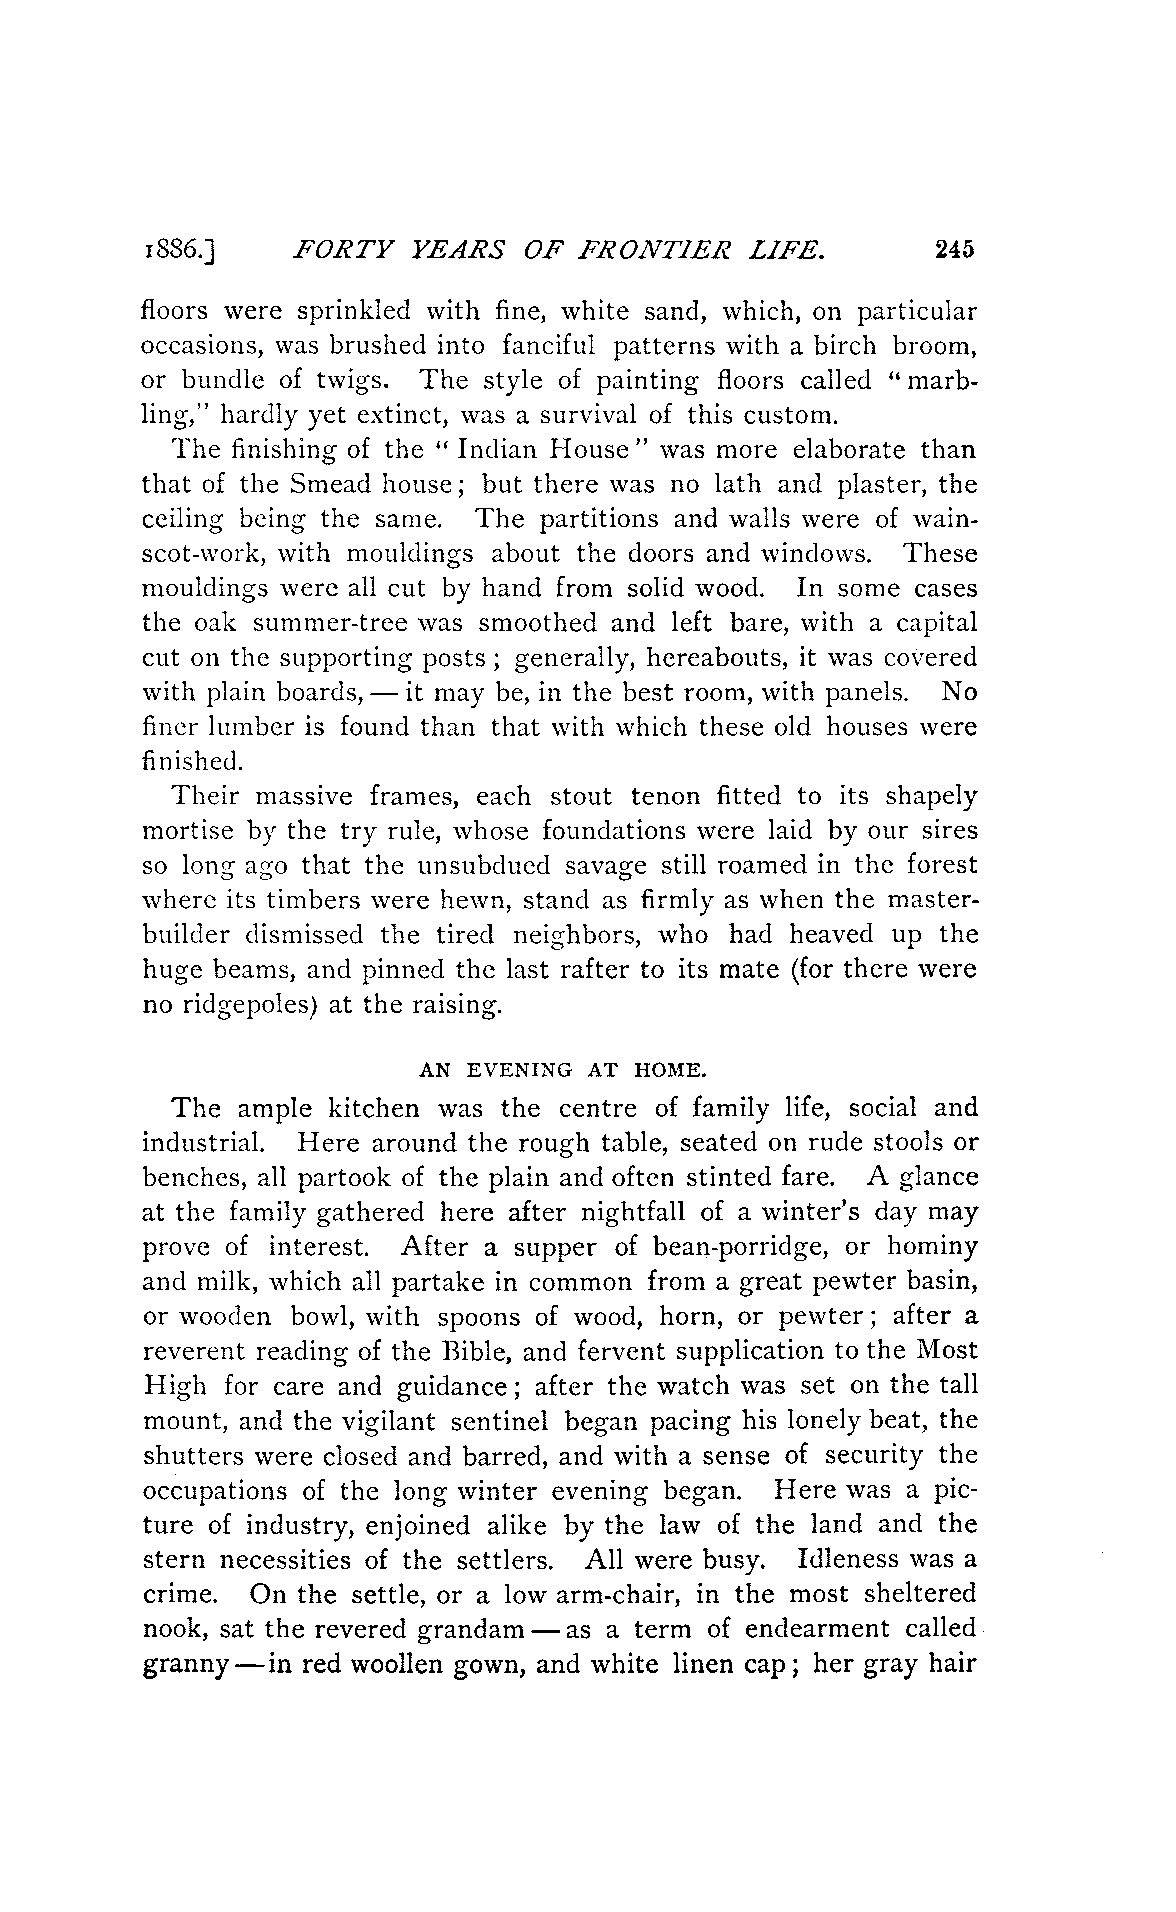 1886.] FORTY YEARS OF FRONTIER LIFE. 245
floors were sprinkled with fine, white sand, which, on particular
occasions, was brushed into fanciful patterns with a birch broom,
or bundle of twigs. The style of painting floors called "marb-
ling," hardly yet extinct, was a survival of this custom.
The finishing of the "Indian House" was more elaborate than
that of the Smead house; but there was no lath and plaster, the
ceiling being the same. The partitions and walls were of wain-
scot-work, with mouldings about the doors and windows. These
mouldings were all cut by hand from solid wood. In some cases
the oak summer-tree was smoothed and left bare, with a capital
cut on the supporting posts; generally, hereabouts, it was covered
with plain boards, — it may be, in the best room, with panels. No
finer lumber is found than that with which these old houses were
finished.
Their massive frames, each stout tenon fitted to its shapely
mortise by the try rule, whose foundations were laid by our sires
so long ago that the unsubdued savage still roamed in the forest
where its timbers were hewn, stand as firmly as when the master-
builder dismissed the tired neighbors, who had heaved up the
huge beams, and pinned the last rafter to its mate (for there were
no ridgepoles) at the raising.
AN EVENING AT HOME.
The ample kitchen was the centre of family life, social and
industrial. Here around the rough table, seated on rude stools or
benches, all partook of the plain and often stinted fare. A glance
at the family gathered here after nightfall of a winter's day may
prove of interest. After a supper of bean-porridge, or hominy
and milk, which all partake in common from a great pewter basin,
or wooden bowl, with spoons of wood, horn, or pewter; after a
reverent reading of the Bible, and fervent supplication to the Most
High for care and guidance; after the watch was set on the tall
mount, and the vigilant sentinel began pacing his lonely beat, the
shutters were closed and barred, and with a sense of security the
occupations of the long winter evening began. Here was a pic-
ture of industry, enjoined alike by the law of the land and the
stern necessities of the settlers. All were busy. Idleness was a
crime. On the settle, or a low arm-chair, in the most sheltered
nook, sat the revered grandam — as a term of endearment called
granny — in red woollen gown, and white linen cap; her gray hair